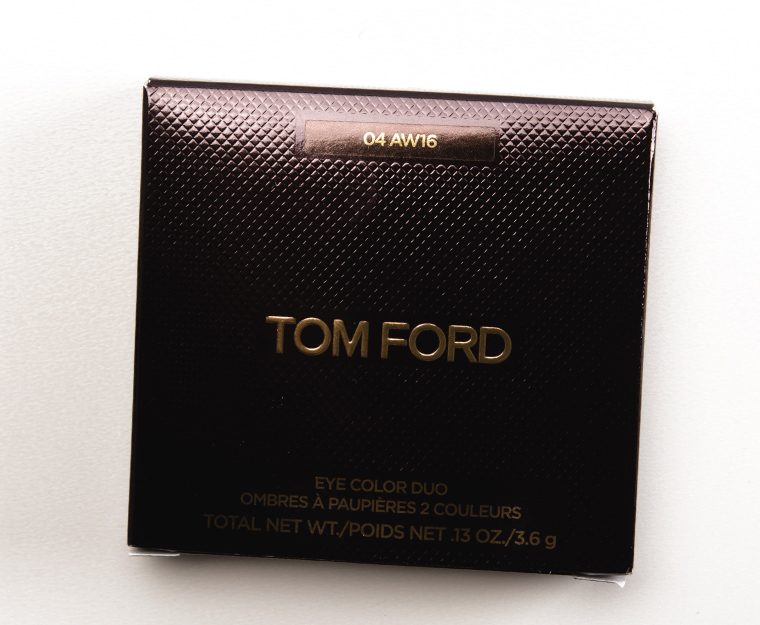 04 AW16
TOM FORD
EYE COLOR DUO
OMBRES À PAUPIÈRES 2 COULEURS
TOTAL NET WT./POIDS NET .13 OZ./3.6 g